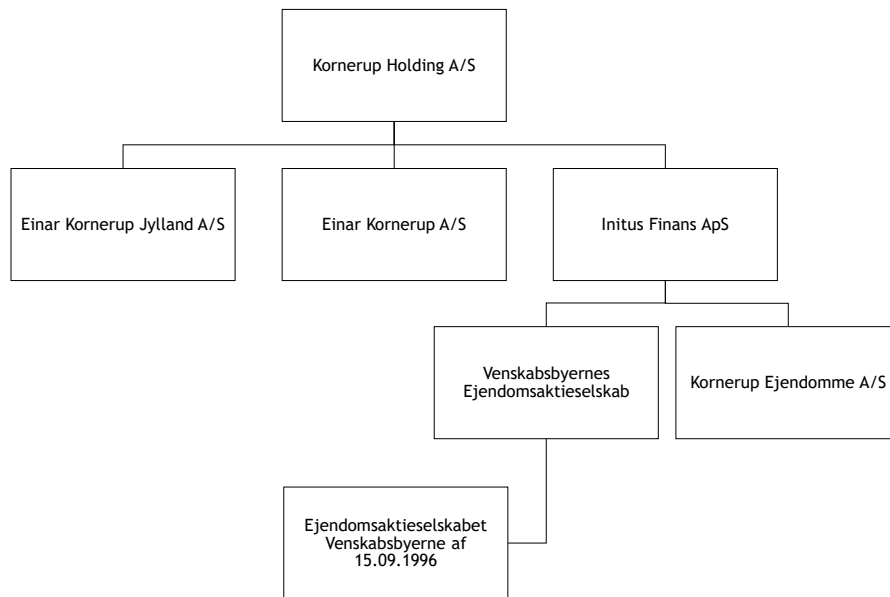 Kornerup Holding A/S
Einar Kornerup Jylland A/S
Einar Kornerup A/S
Initus Finans ApS
Venskabsbyernes
Ejendomsaktieselskab
Kornerup Ejendomme A/S
Ejendomsaktieselskabet
Venskabsbyerne af
15.09.1996